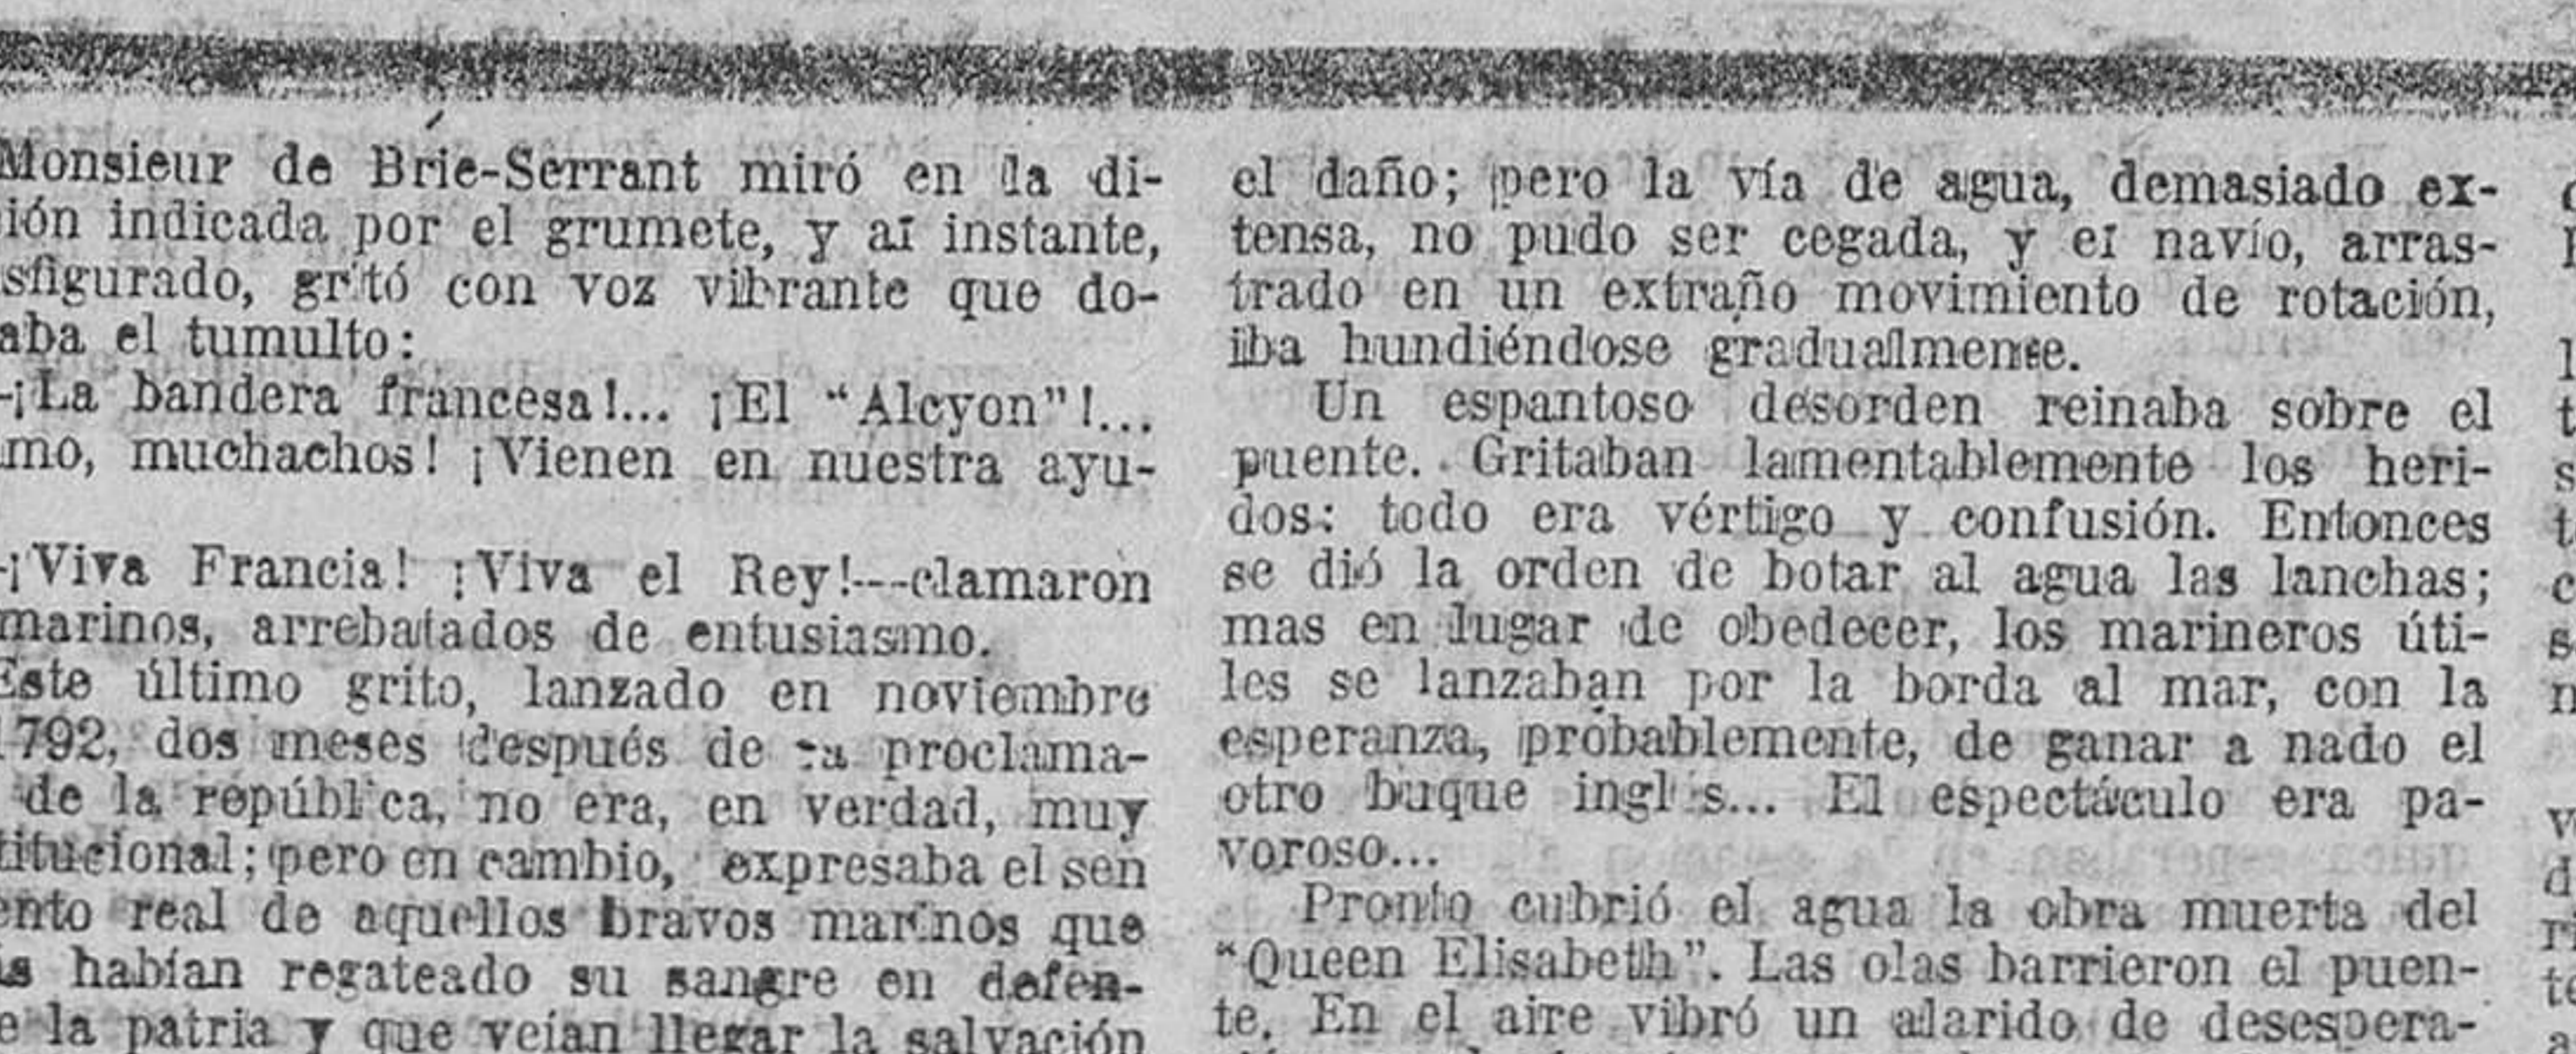 Monsieur de Brie-Serrant miró en la di-
ión indicada por el grumete, y al instante,
sfigurado, gritó con voz vibrante que do-
aba el tumulto:
-¡La bandera francesa!... ¡El “Alcyon”!...
mo, muchachos! ¡Vienen en nuestra ayu-
-¡Viva Francia! ¡Viva el Rey!---clamaron
marinos, arrebatados de entusiasmo.
Este último grito, lanzado en noviembre
1792, dos meses después de la proclama-
de la república, no era, en verdad, muy
titucional; pero en cambio, expresaba el sen
ento real de aquellos bravos marinos que
is habían regateado su sangre en defen-
e la patria y que veían llegar la salvación
el daño; pero la vía de agua, demasiado ex-
tensa, no pudo ser cegada, y el navío, arras-
trado en un extraño movimiento de rotación,
iba hundiéndose gradualmente.
Un espantoso desorden reinaba sobre el
puente. Gritaban lamentablemente los heri-
dos: todo era vértigo y confusión. Entonces
se dió la orden de botar al agua las lanchas;
mas en lugar de obedecer, los marineros úti-
les se lanzaban por la borda al mar, con la
esperanza, probablemente, de ganar a nado el
otro buque inglés... El espectáculo era pa-
voroso...
Pronto cubrió el agua la obra muerta del
“Queen Elisabeth”. Las olas barrieron el puen-
te. En el aire vibró un alarido de desespera-